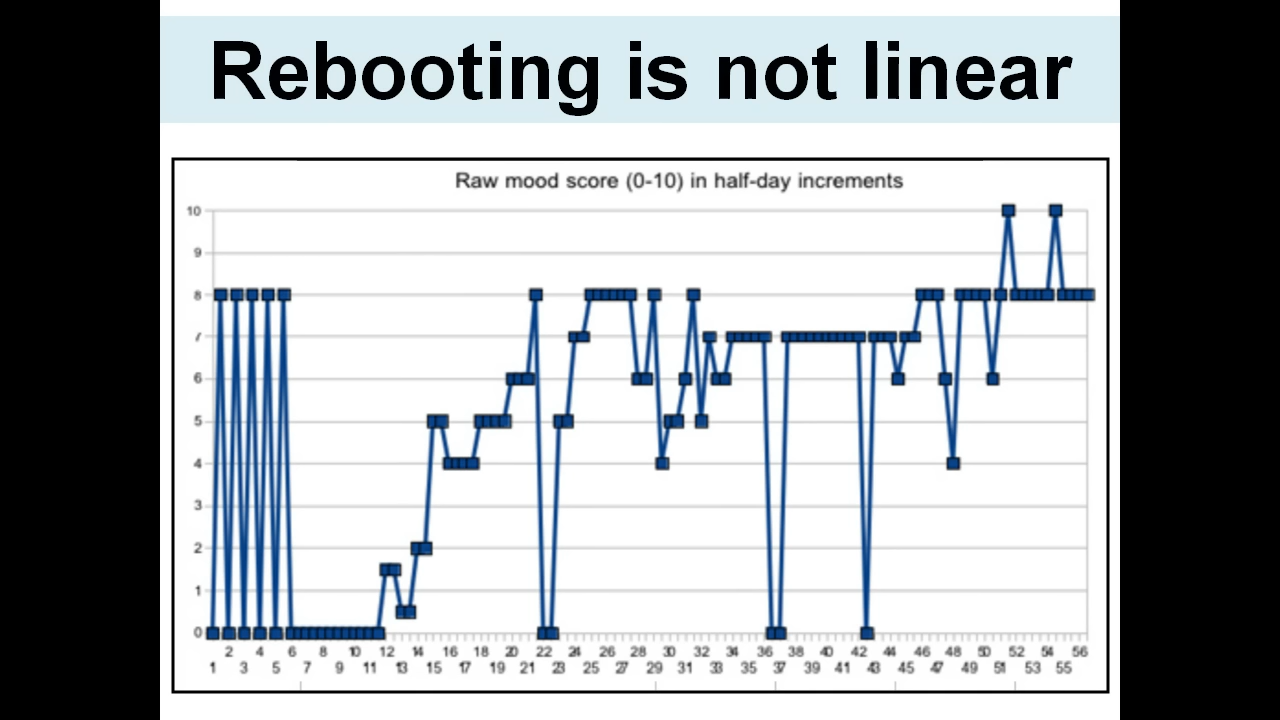 Rebooting is not linear
Raw mood score (0-10) in half-day increments
10
9
8
7
6
5
4
3
2
1
0
2 4 6 8 10 12 14 16 18 20 22 24 26 28 30 32 34 36 38 40 42 44 46 48 50 52 54 56
1 3 5 7 9 11 13 15 17 19 21 23 25 27 29 31 33 35 37 39 41 43 45 47 49 51 53 55